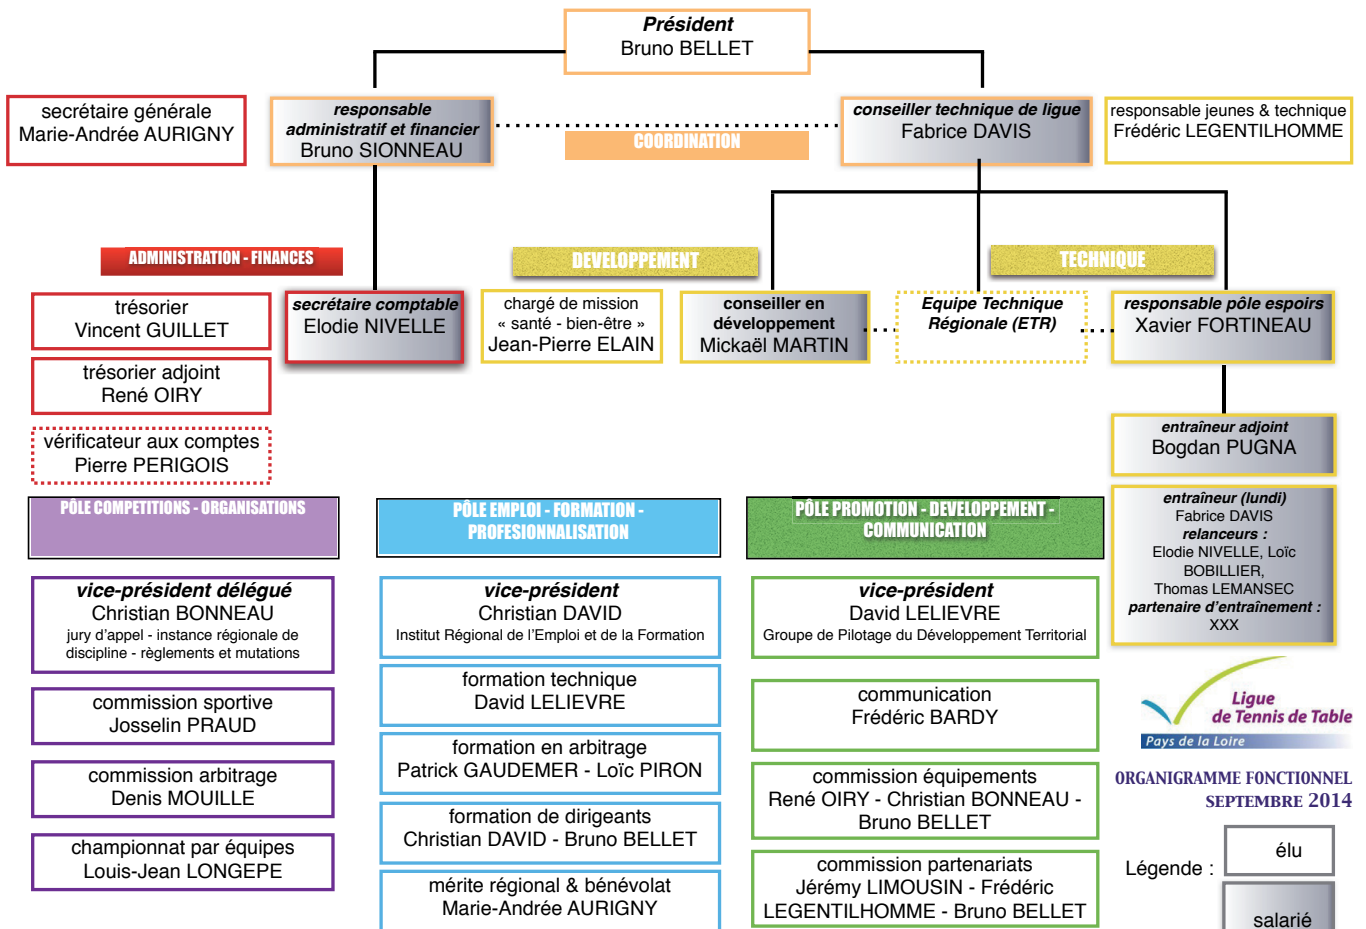 Président
Bruno BELLET
secrétaire générale
Marie-Andrée AURIGNY
responsable
administratif et financier
Bruno SIONNEAU
COORDINATION
conseiller technique de ligue
Fabrice DAVIS
responsable jeunes & technique
Frédéric LEGENTILHOMME
ADMINISTRATION - FINANCES
DEVELOPPEMENT
TECHNIQUE
trésorier
Vincent GUILLET
secrétaire comptable
Elodie NIVELLE
chargé de mission
« santé - bien-être »
Jean-Pierre ELAIN
conseiller en
développement
Mickaël MARTIN
Equipe Technique
Régionale (ETR)
responsable pôle espoirs
Xavier FORTINEAU
trésorier adjoint
René OIRY
vérificateur aux comptes
Pierre PERIGOIS
entraîneur adjoint
Bogdan PUGNA
entraîneur (lundi)
Fabrice DAVIS
relanceurs :
Elodie NIVELLE, Loïc
BOBILLIER,
Thomas LEMANSEC
partenaire d'entraînement :
XXX
PÔLE COMPETITIONS - ORGANISATIONS
vice-président délégué
Christian BONNEAU
jury d'appel - instance régionale de
discipline - règlements et mutations
commission sportive
Josselin PRAUD
commission arbitrage
Denis MOUILLE
championnat par équipes
Louis-Jean LONGEPE
PÔLE EMPLOI - FORMATION -
PROFESIONNALISATION
vice-président
Christian DAVID
Institut Régional de l'Emploi et de la Formation
formation technique
David LELIEVRE
formation en arbitrage
Patrick GAUDEMER - Loïc PIRON
formation de dirigeants
Christian DAVID - Bruno BELLET
mérite régional & bénévolat
Marie-Andrée AURIGNY
PÔLE PROMOTION - DEVELOPPEMENT -
COMMUNICATION
vice-président
David LELIEVRE
Groupe de Pilotage du Développement Territorial
communication
Frédéric BARDY
commission équipements
René OIRY - Christian BONNEAU -
Bruno BELLET
commission partenariats
Jérémy LIMOUSIN - Frédéric
LEGENTILHOMME - Bruno BELLET
Ligue
de Tennis de Table
Pays de la Loire
ORGANIGRAMME FONCTIONNEL
SEPTEMBRE 2014
Légende :
élu
salarié